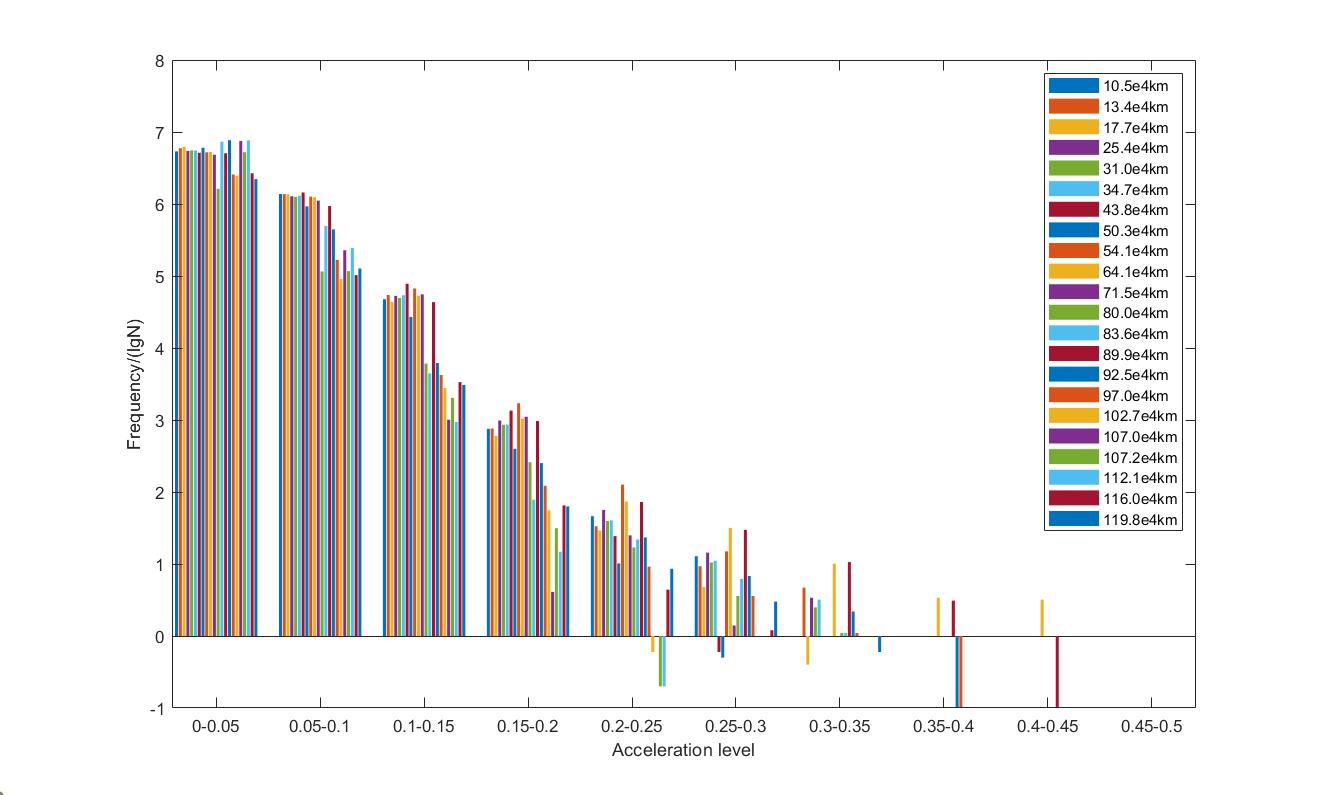 8
7
6
5
4
3
2
1
0
-1
Frequency/(lgN)
0-0.05
0.05-0.1
0.1-0.15
0.15-0.2
0.2-0.25
0.25-0.3
0.3-0.35
0.35-0.4
0.4-0.45
0.45-0.5
Acceleration level
10.5e4km
13.4e4km
17.7e4km
25.4e4km
31.0e4km
34.7e4km
43.8e4km
50.3e4km
54.1e4km
64.1e4km
71.5e4km
80.0e4km
83.6e4km
89.9e4km
92.5e4km
97.0e4km
102.7e4km
107.0e4km
107.2e4km
112.1e4km
116.0e4km
119.8e4km